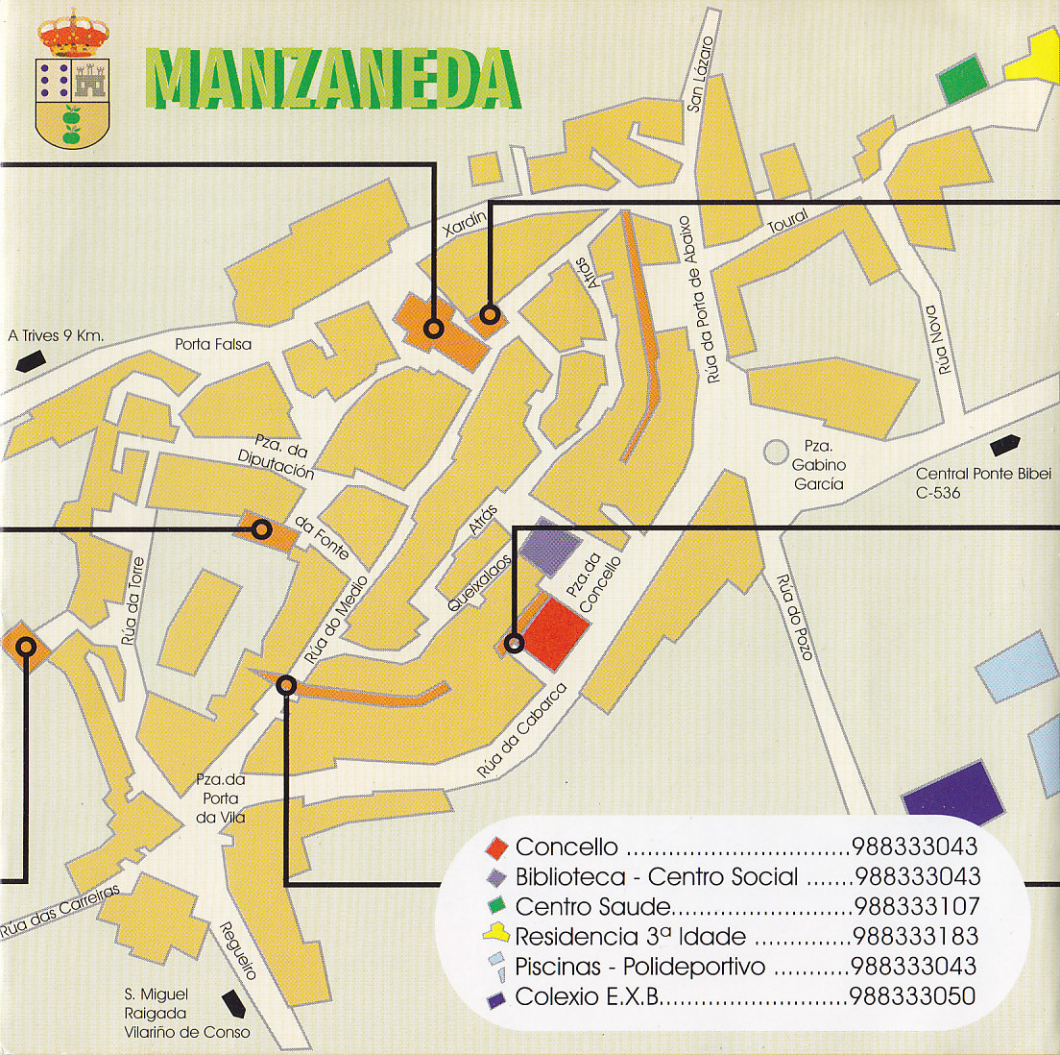 MANZANEDA
San Lázaro
Xardín
Toural
Atrás
Rúa da Porta de Abaixo
A Trives 9 Km.
Porta Falsa
Rúa Nova
Pza. da
Diputación
Pza.
Gabino
García
Central Ponte Bibei
C-536
da Fonte
Atrás
Queixalaos
Pza.da
Concello
Rúa da Torre
Rúa do Medio
Rúa do Pozo
Rúa da Cabarca
Pza.da
Porta
da Vila
Rúa das Carreiras
Regueiro
S. Miguel
Raigada
Vilariño de Conso
Concello ................................988333043
Biblioteca - Centro Social .......988333043
Centro Saude.........................988333107
Residencia 3ª Idade .............988333183
Piscinas - Polideportivo ..........988333043
Colexio E.X.B..........................988333050